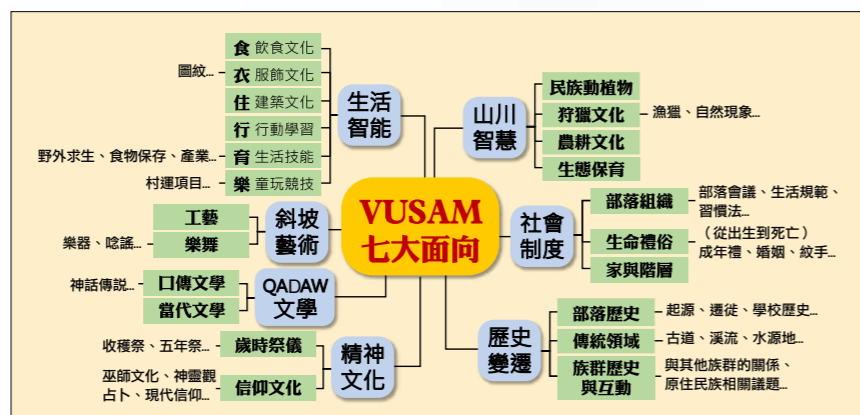 VUSAM
七大面向
生活
智能
食 飲食文化
衣 服飾文化
圖紋…
住 建築文化
行 行動學習
育 生活技能
野外求生、食物保存、產業…
樂 童玩競技
村運項目…
斜坡
藝術
工藝
樂舞
樂器、唸謠…
QADAW
文學
口傳文學
神話傳說…
當代文學
精神
文化
歲時祭儀
收穫祭、五年祭…
信仰文化
巫師文化、神靈觀
占卜、現代信仰…
山川
智慧
民族動植物
狩獵文化
漁獵、自然現象…
農耕文化
生態保育
社會
制度
部落組織
部落會議、生活規範、
習慣法…
生命禮俗
（從出生到死亡）
成年禮、婚姻、紋手…
家與階層
歷史
變遷
部落歷史
起源、遷徙、學校歷史…
傳統領域
古道、溪流、水源地…
族群歷史
與互動
與其他族群的關係、
原住民族相關議題…